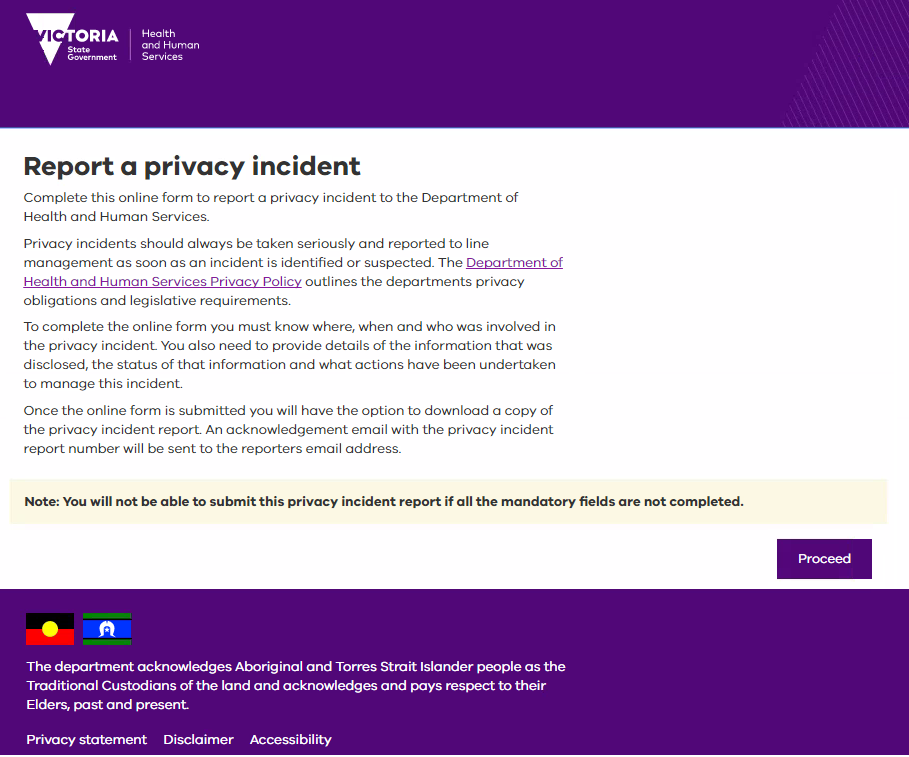 VICTORIA
State
Government
Health
and Human
Services
Report a privacy incident
Complete this online form to report a privacy incident to the Department of
Health and Human Services.
Privacy incidents should always be taken seriously and reported to line
management as soon as an incident is identified or suspected. The Department of
Health and Human Services Privacy Policy outlines the departments privacy
obligations and legislative requirements.
To complete the online form you must know where, when and who was involved in
the privacy incident. You also need to provide details of the information that was
disclosed, the status of that information and what actions have been undertaken
to manage this incident.
Once the online form is submitted you will have the option to download a copy of
the privacy incident report. An acknowledgement email with the privacy incident
report number will be sent to the reporters email address.
Note: You will not be able to submit this privacy incident report if all the mandatory fields are not completed.
Proceed
The department acknowledges Aboriginal and Torres Strait Islander people as the
Traditional Custodians of the land and acknowledges and pays respect to their
Elders, past and present.
Privacy statement Disclaimer Accessibility